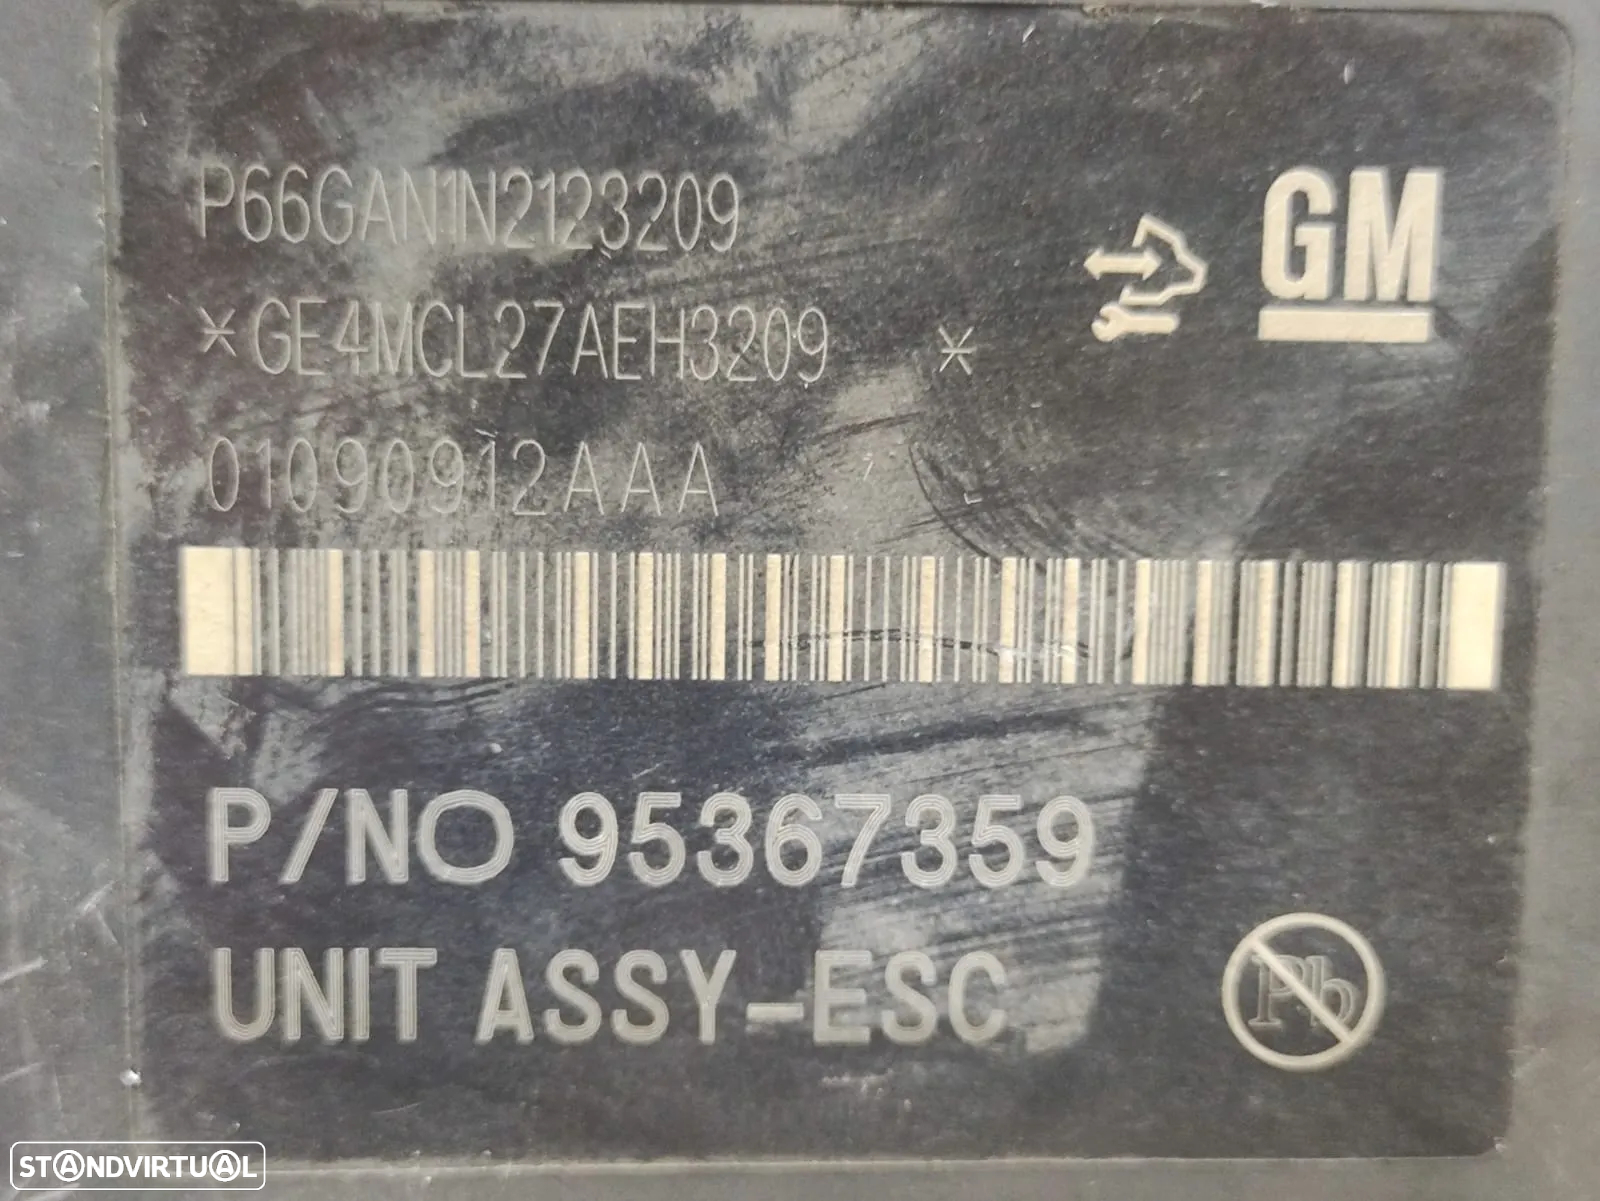 P66GAN1N2123209
GM
*GE4MCL27AEH3209 *
01090912AAA
P/NO 95367359
UNIT ASSY-ESC
Pb
STANDVIRTUAL